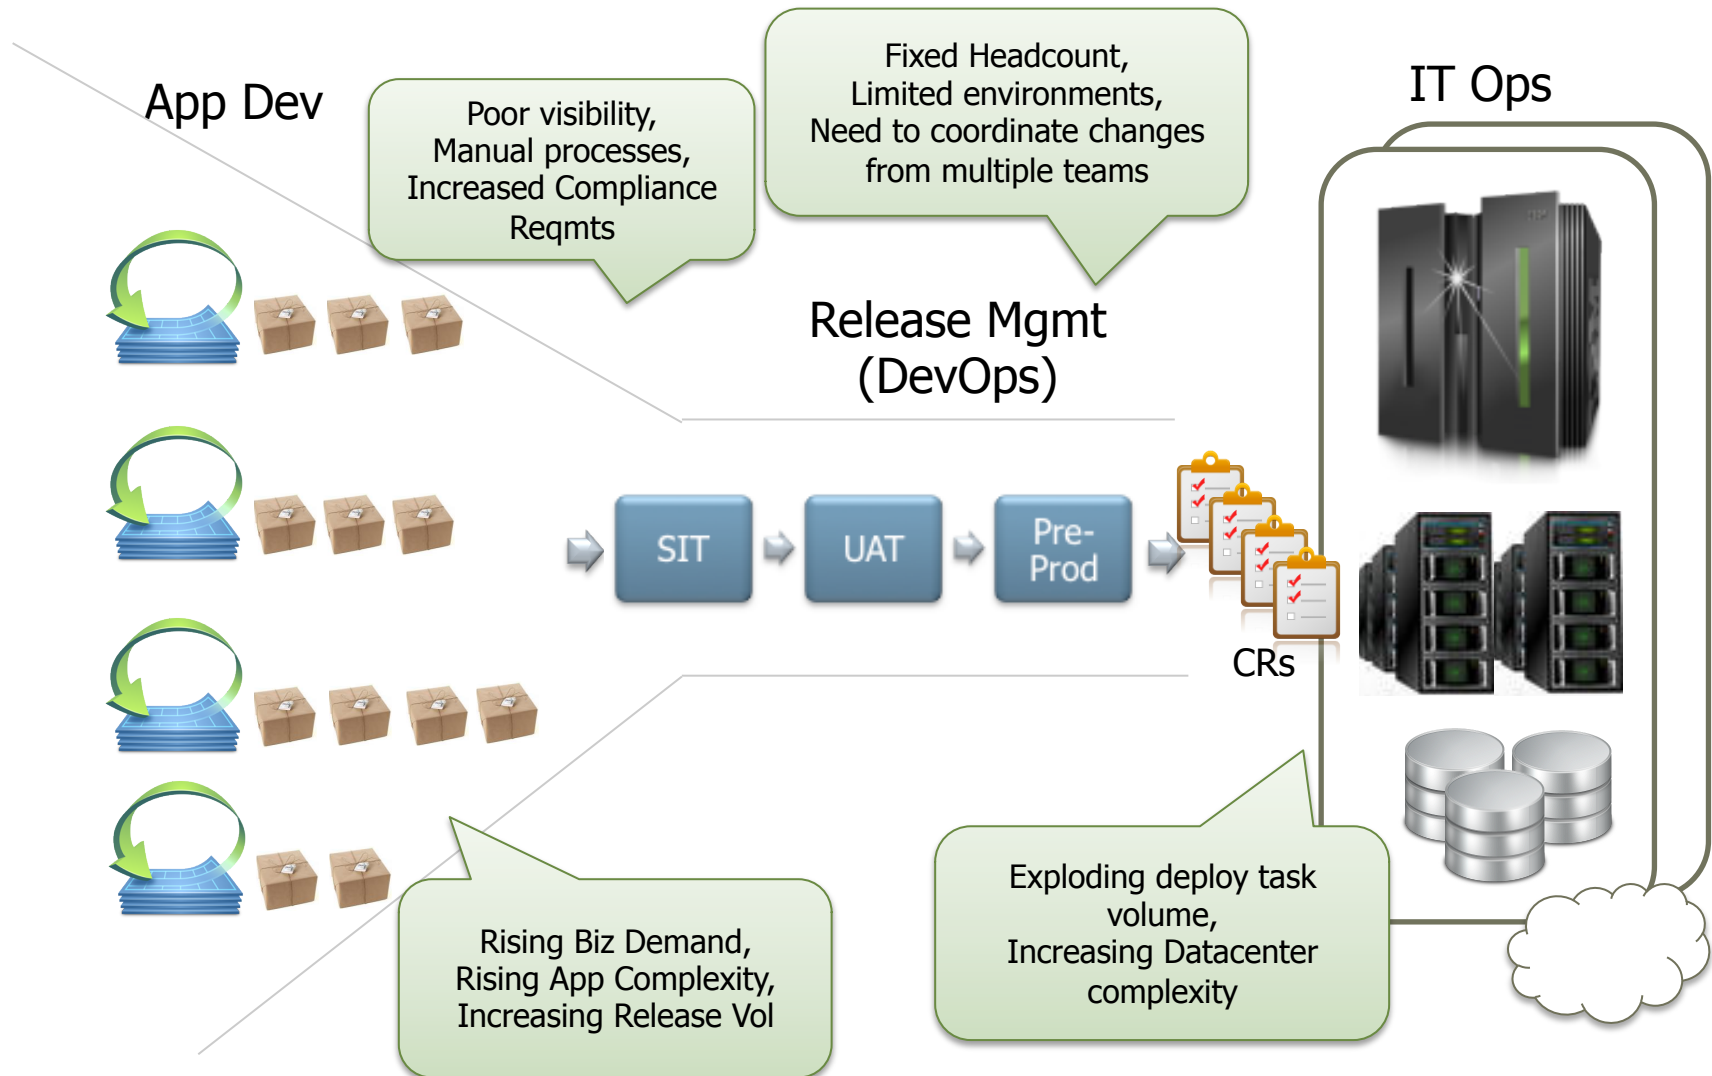 App Dev
Poor visibility,
Manual processes,
Increased Compliance
Reqmts
Fixed Headcount,
Limited environments,
Need to coordinate changes
from multiple teams
IT Ops
Release Mgmt
(DevOps)
SIT
UAT
Pre-
Prod
CRs
Rising Biz Demand,
Rising App Complexity,
Increasing Release Vol
Exploding deploy task
volume,
Increasing Datacenter
complexity